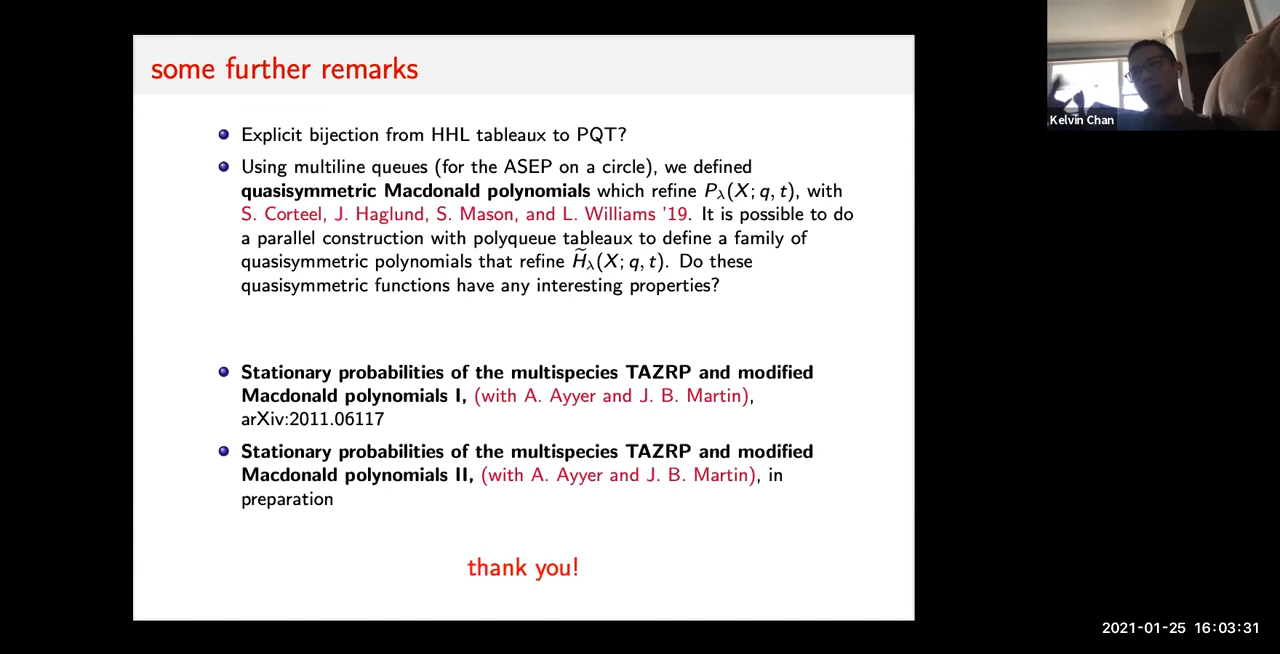 some further remarks
Explicit bijection from HHL tableaux to PQT?
Using multiline queues (for the ASEP on a circle), we defined
quasisymmetric Macdonald polynomials which refine P_λ(X; q, t), with
S. Corteel, J. Haglund, S. Mason, and L. Williams '19. It is possible to do
a parallel construction with polyqueue tableaux to define a family of
quasisymmetric polynomials that refine H̃_λ(X; q, t). Do these
quasisymmetric functions have any interesting properties?
Stationary probabilities of the multispecies TAZRP and modified
Macdonald polynomials I, (with A. Ayyer and J. B. Martin),
arXiv:2011.06117
Stationary probabilities of the multispecies TAZRP and modified
Macdonald polynomials II, (with A. Ayyer and J. B. Martin), in
preparation
thank you!
Kelvin Chan
2021-01-25 16:03:31